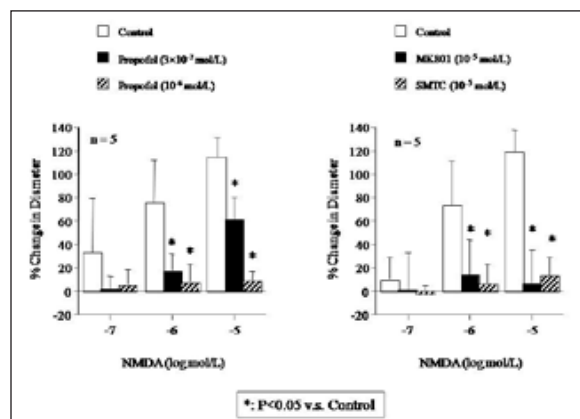 Control
Propofol (3×10⁻⁷ mol/L)
Propofol (10⁻⁶ mol/L)
140
120
100
80
60
40
20
0
-20
% Change in Diameter
n = 5
*
*
*
*
-7
-6
-5
NMDA (log mol/L)
Control
MK801 (10⁻⁵ mol/L)
SMTC (10⁻⁵ mol/L)
140
120
100
80
60
40
20
0
-20
% Change in Diameter
n = 5
*
*
*
*
-7
-6
-5
NMDA (log mol/L)
*: P<0.05 v.s. Control